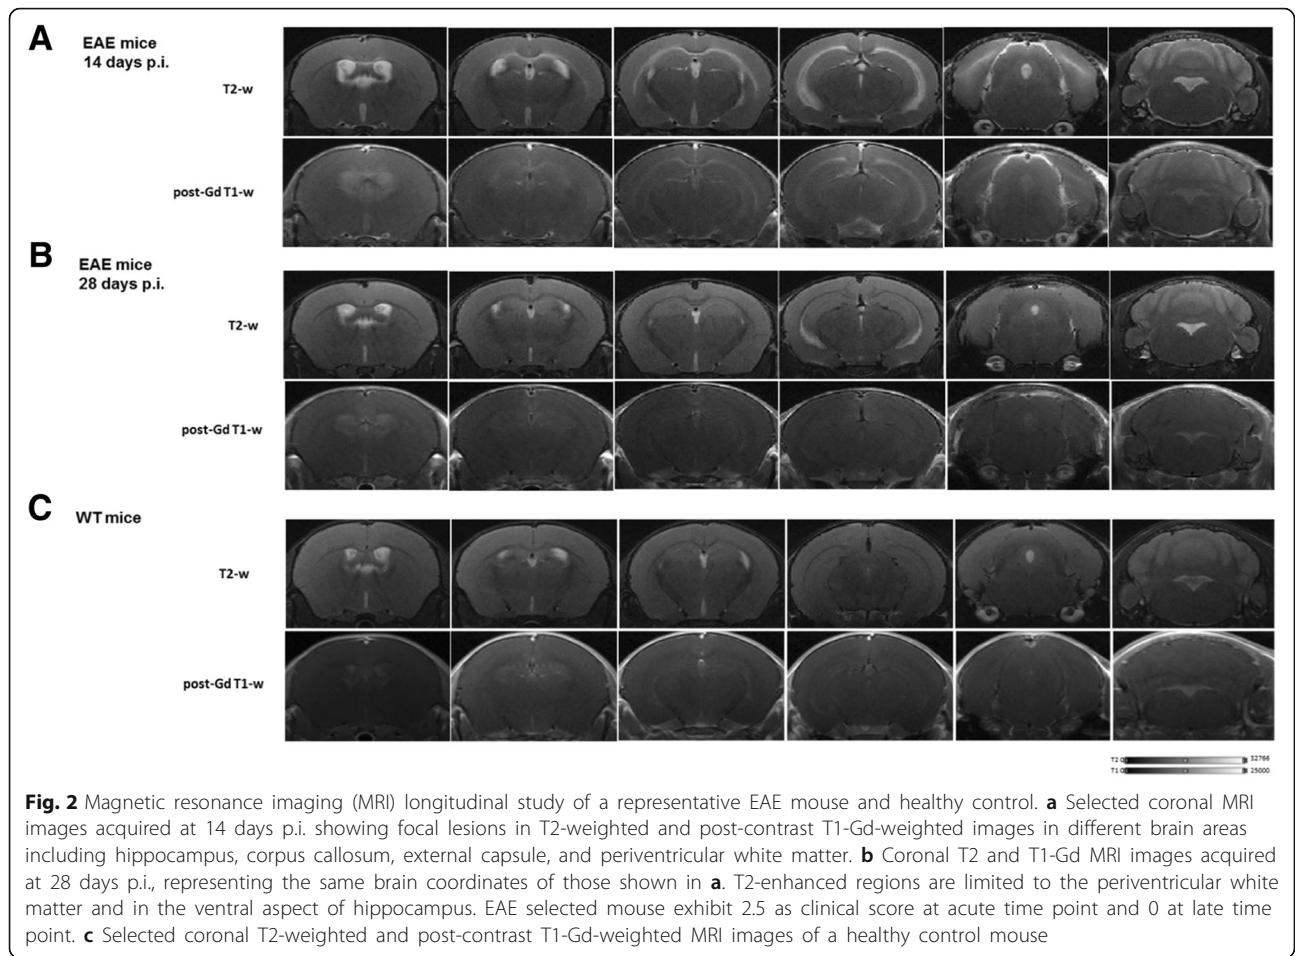 A
EAE mice
14 days p.i.
T2-w
post-Gd T1-w
B
EAE mice
28 days p.i.
T2-w
post-Gd T1-w
C
WT mice
T2-w
post-Gd T1-w
T2 0 32766
T1 0 25000
Fig. 2 Magnetic resonance imaging (MRI) longitudinal study of a representative EAE mouse and healthy control. a Selected coronal MRI
images acquired at 14 days p.i. showing focal lesions in T2-weighted and post-contrast T1-Gd-weighted images in different brain areas
including hippocampus, corpus callosum, external capsule, and periventricular white matter. b Coronal T2 and T1-Gd MRI images acquired
at 28 days p.i., representing the same brain coordinates of those shown in a. T2-enhanced regions are limited to the periventricular white
matter and in the ventral aspect of hippocampus. EAE selected mouse exhibit 2.5 as clinical score at acute time point and 0 at late time
point. c Selected coronal T2-weighted and post-contrast T1-Gd-weighted MRI images of a healthy control mouse